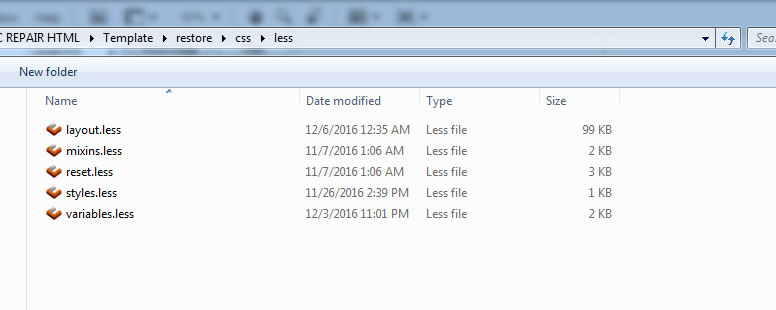 Help
C REPAIR HTML Template restore css less Sea
New folder
Name Date modified Type Size
layout.less 12/6/2016 12:35 AM Less file 99 KB
mixins.less 11/7/2016 1:06 AM Less file 2 KB
reset.less 11/7/2016 1:06 AM Less file 3 KB
styles.less 11/26/2016 2:39 PM Less file 1 KB
variables.less 12/3/2016 11:01 PM Less file 2 KB